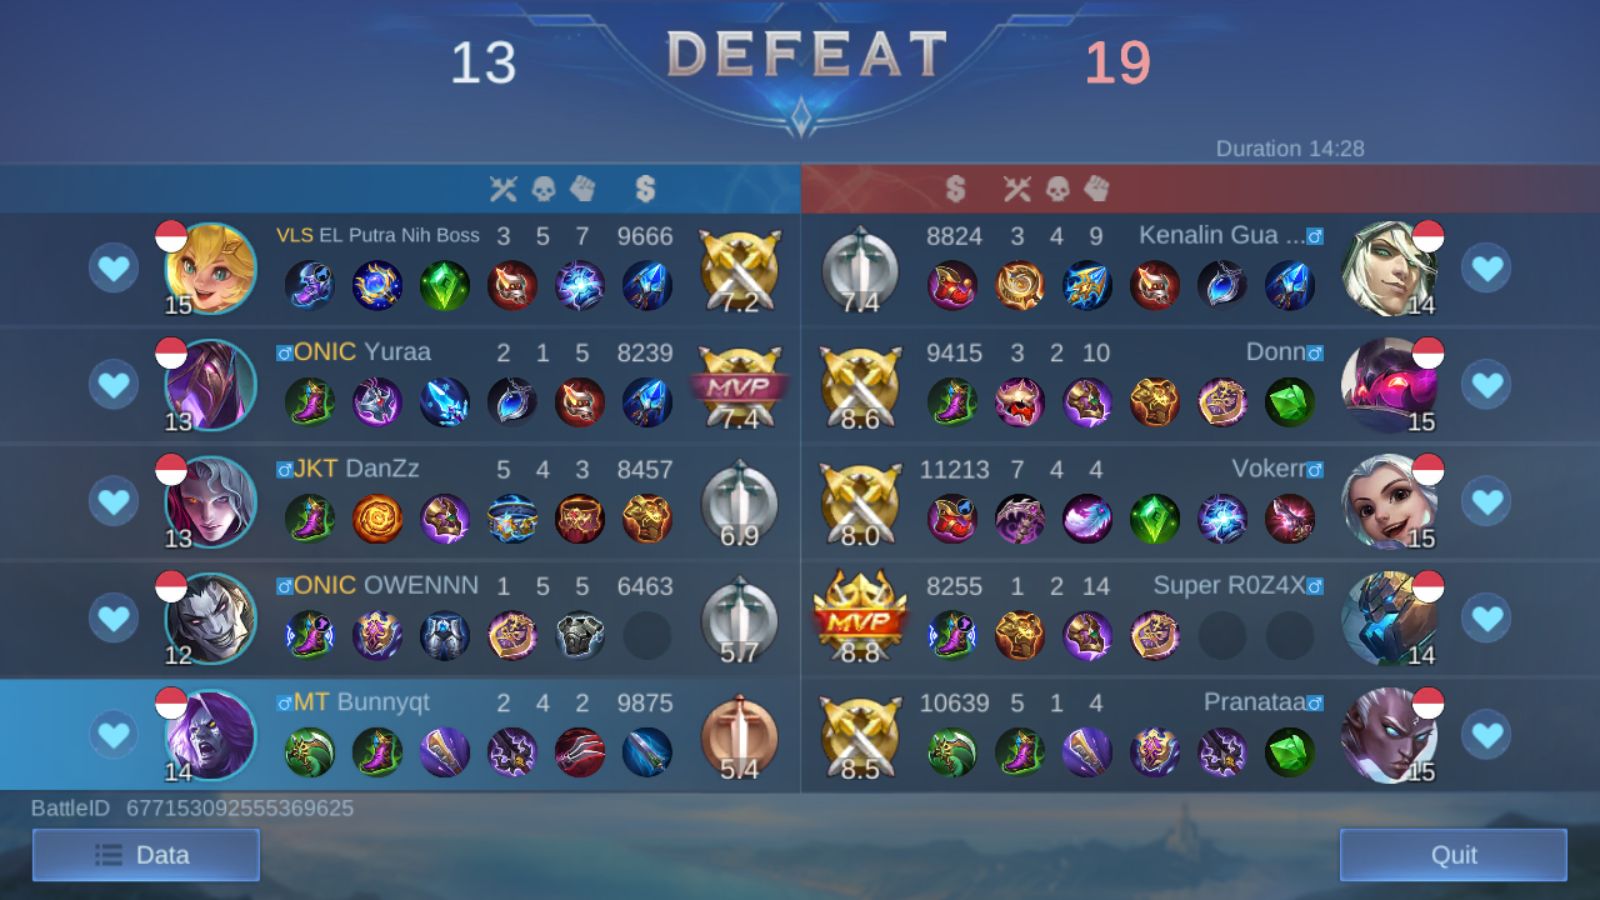 13 DEFEAT 19
Duration 14:28
VLS EL Putra Nih Boss 3 5 7 9666
15 7.2
7.4 8824 3 4 9 Kenalin Gua ...
14
ONIC Yuraa 2 1 5 8239
13 MVP 7.4
8.6 9415 3 2 10 Donn
15
JKT DanZz 5 4 3 8457
13 6.9
8.0 11213 7 4 4 Vokerr
15
ONIC OWENNN 1 5 5 6463
12 5.7
MVP 8.8 8255 1 2 14 Super R0Z4X
14
MT Bunnyqt 2 4 2 9875
14 5.4
8.5 10639 5 1 4 Pranataa
15
BattleID 677153092555369625
Data
Quit